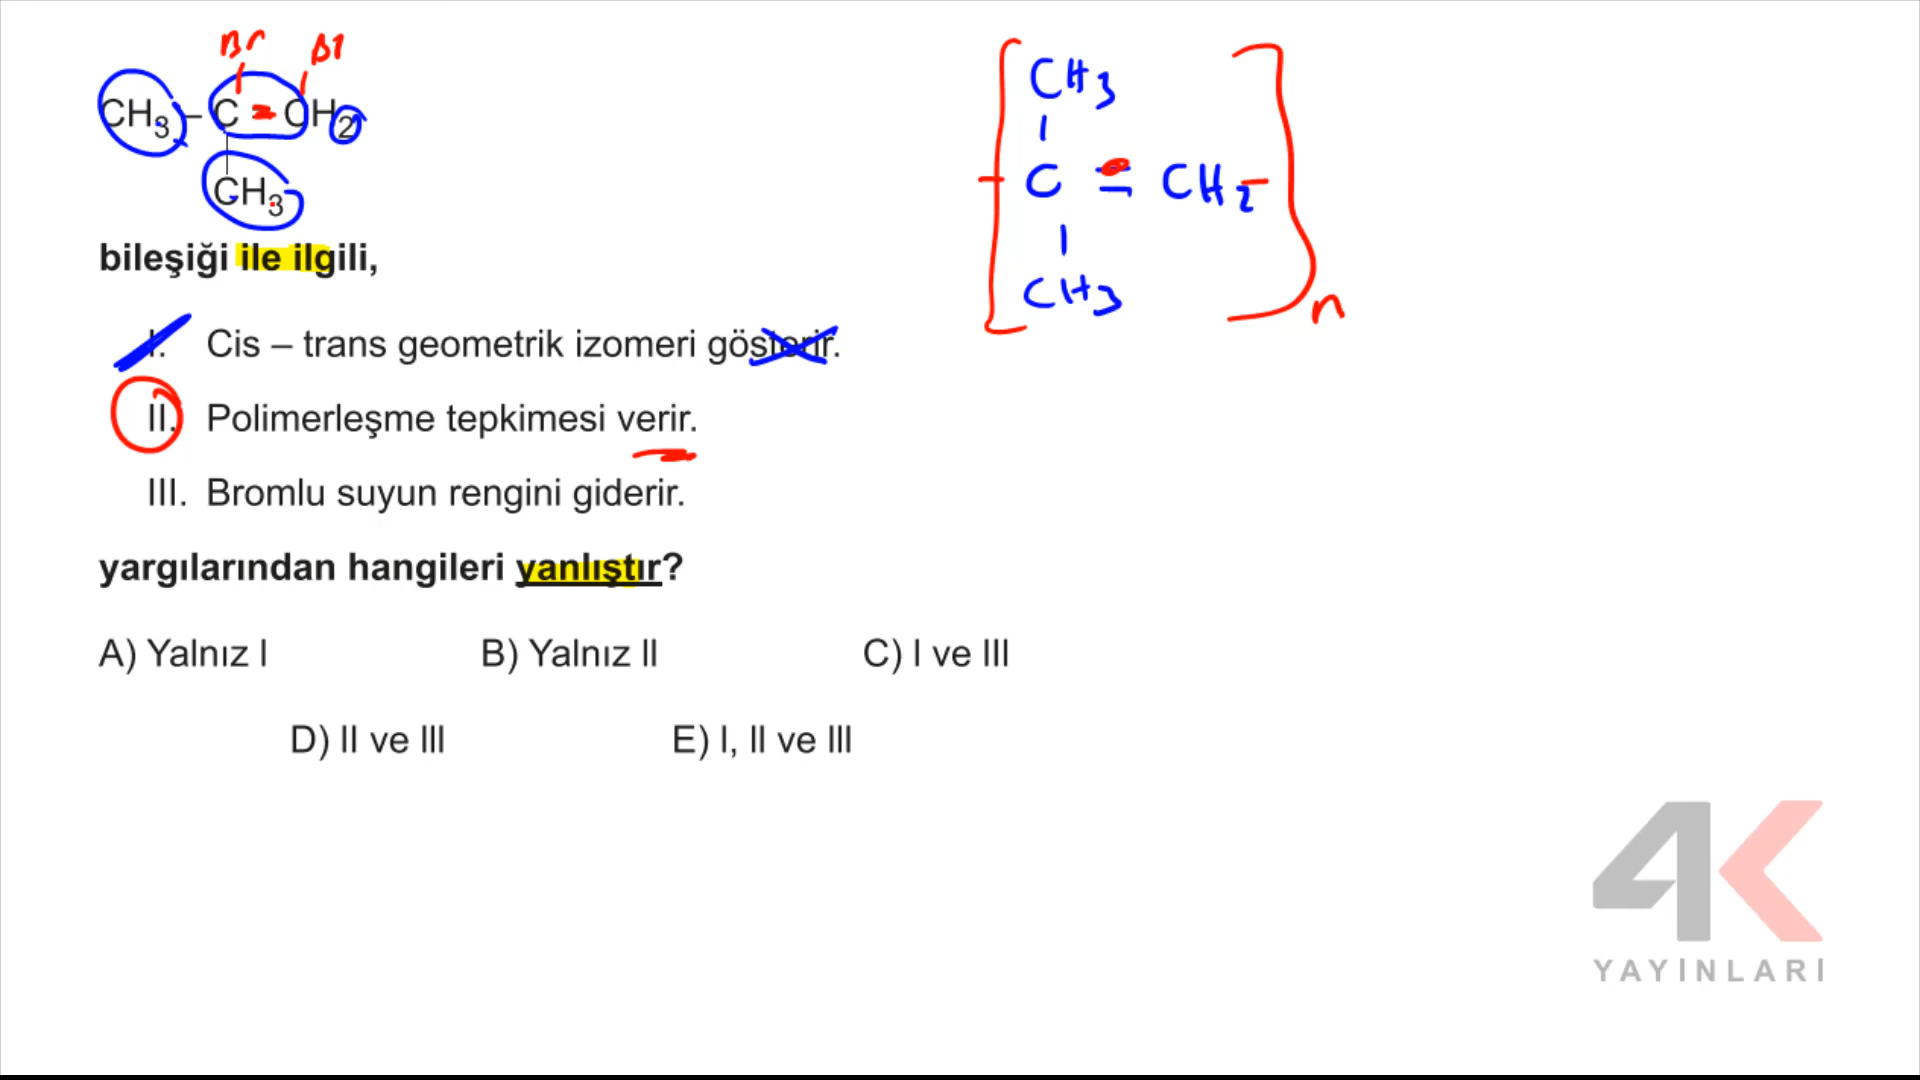 Br Br
CH3 – C = CH2
CH3
bileşiği ile ilgili,
I. Cis – trans geometrik izomeri gösterir.
II. Polimerleşme tepkimesi verir.
III. Bromlu suyun rengini giderir.
yargılarından hangileri yanlıştır?
A) Yalnız I B) Yalnız II C) I ve III
D) II ve III E) I, II ve III
CH3
C = CH2
CH3
n
4K
YAYINLARI